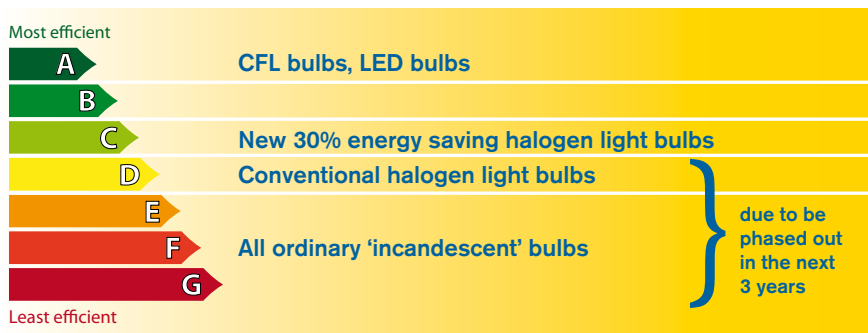 Most efficient
A CFL bulbs, LED bulbs
B
C New 30% energy saving halogen light bulbs
D Conventional halogen light bulbs
E
F All ordinary ‘incandescent’ bulbs
G
due to be
phased out
in the next
3 years
Least efficient